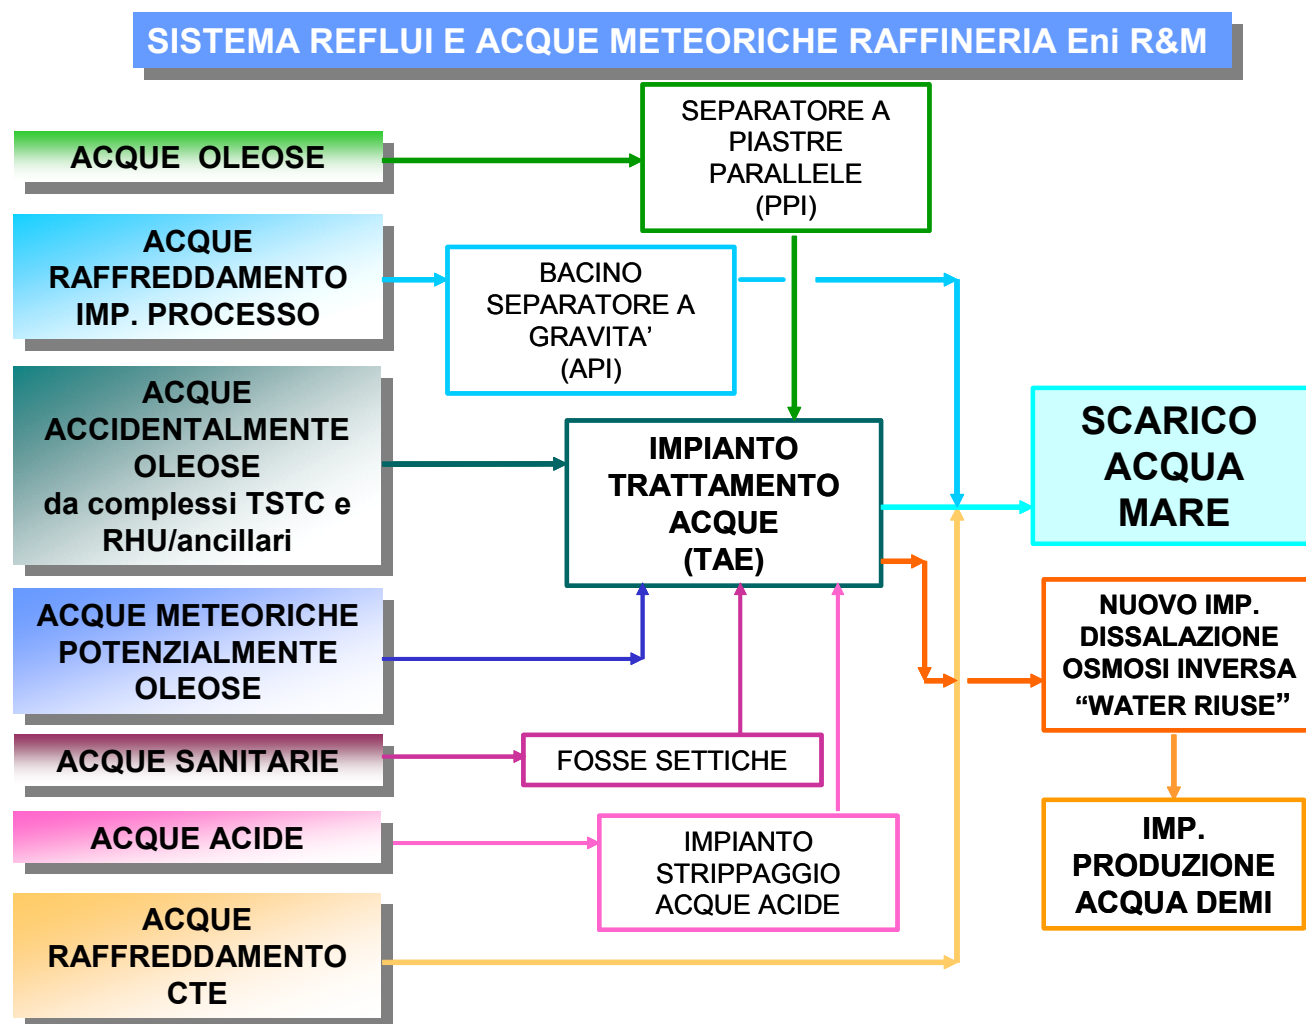 SISTEMA REFLUI E ACQUE METEORICHE RAFFINERIA Eni R&M
ACQUE OLEOSE
SEPARATORE A
PIASTRE
PARALLELE
(PPI)
ACQUE
RAFFREDDAMENTO
IMP. PROCESSO
BACINO
SEPARATORE A
GRAVITA’
(API)
ACQUE
ACCIDENTALMENTE
OLEOSE
da complessi TSTC e
RHU/ancillari
IMPIANTO
TRATTAMENTO
ACQUE
(TAE)
SCARICO
ACQUA
MARE
ACQUE METEORICHE
POTENZIALMENTE
OLEOSE
NUOVO IMP.
DISSALAZIONE
OSMOSI INVERSA
“WATER RIUSE”
ACQUE SANITARIE
FOSSE SETTICHE
ACQUE ACIDE
IMPIANTO
STRIPPAGGIO
ACQUE ACIDE
IMP.
PRODUZIONE
ACQUA DEMI
ACQUE
RAFFREDDAMENTO
CTE